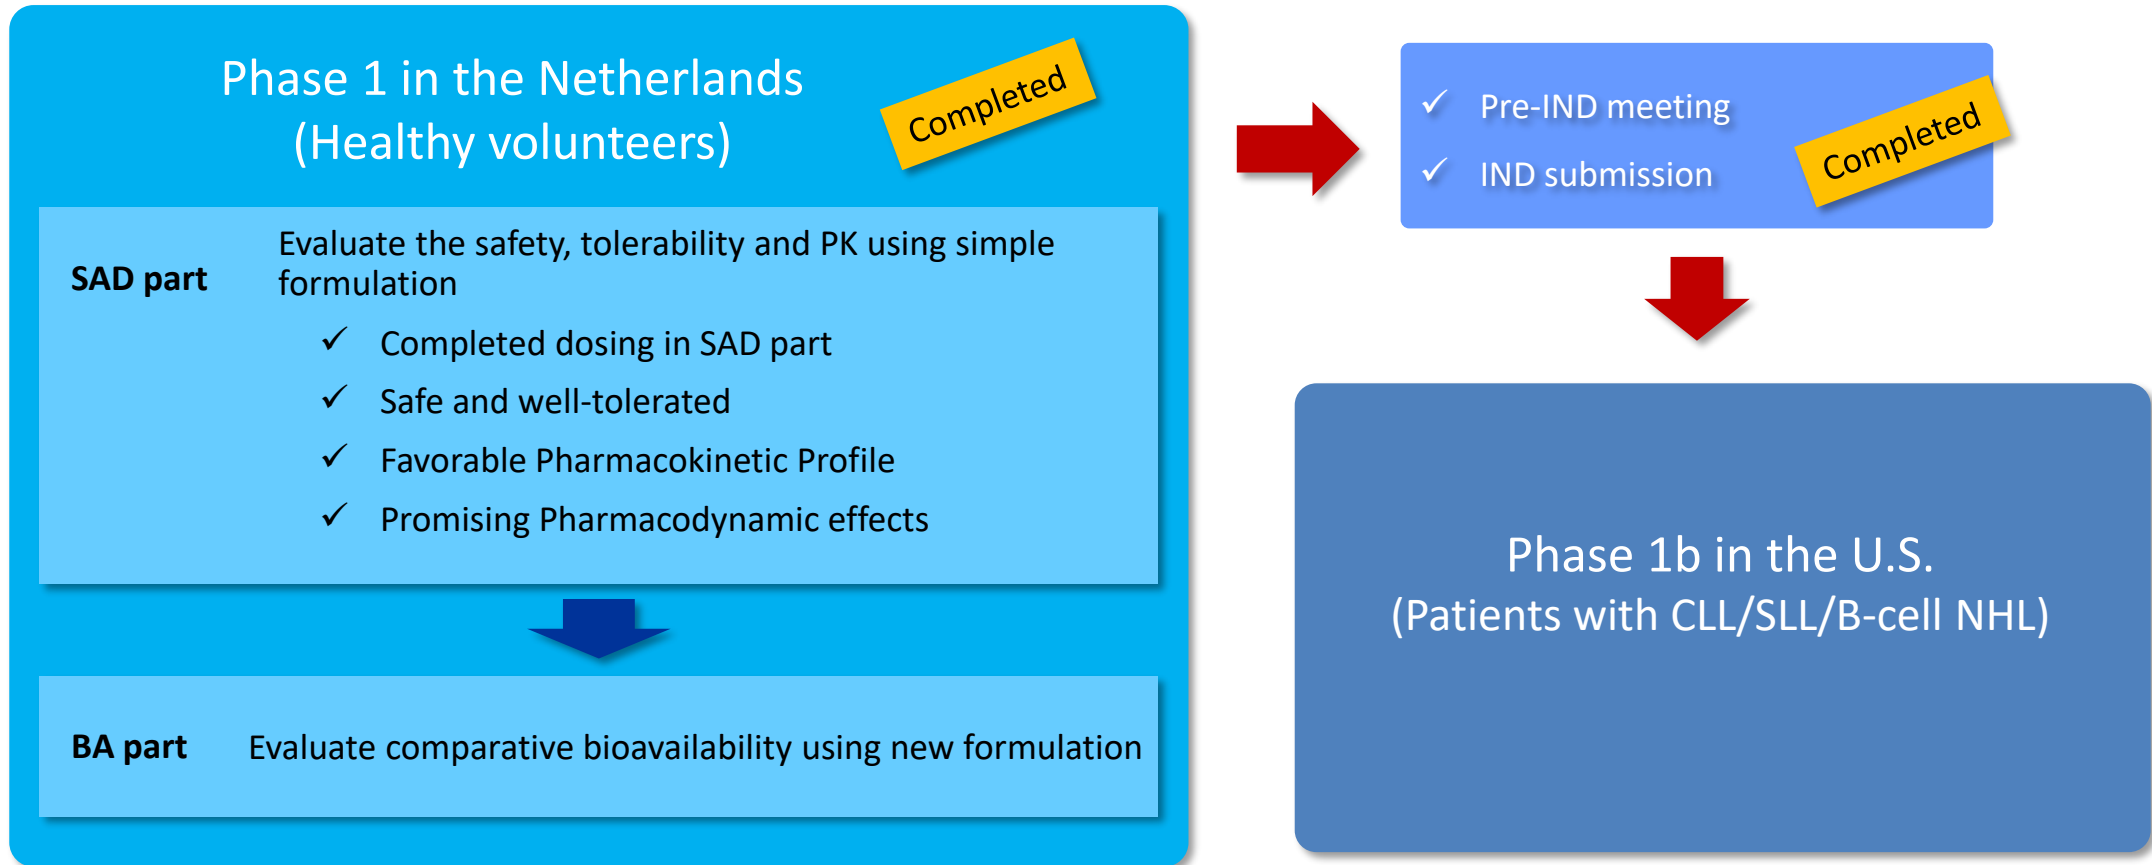 Phase 1 in the Netherlands
(Healthy volunteers)
Completed
SAD part
Evaluate the safety, tolerability and PK using simple
formulation
✓ Completed dosing in SAD part
✓ Safe and well-tolerated
✓ Favorable Pharmacokinetic Profile
✓ Promising Pharmacodynamic effects
BA part
Evaluate comparative bioavailability using new formulation
✓ Pre-IND meeting
✓ IND submission
Completed
Phase 1b in the U.S.
(Patients with CLL/SLL/B-cell NHL)